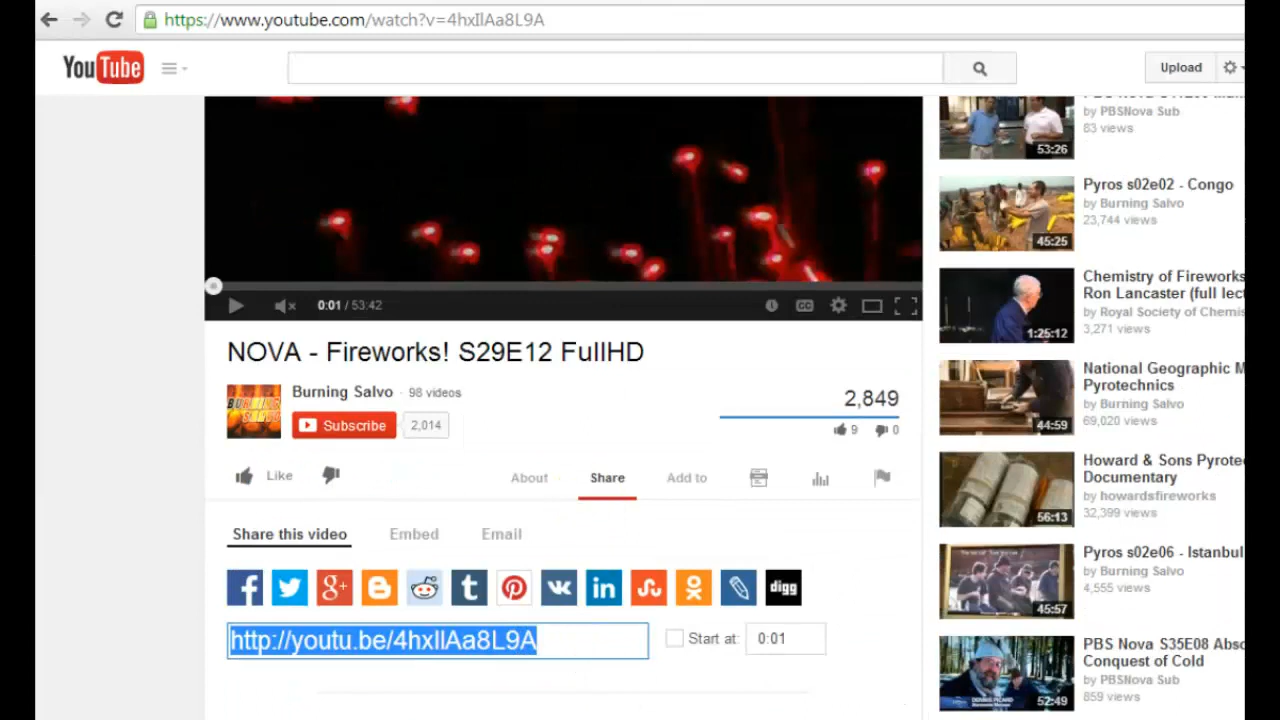 https://www.youtube.com/watch?v=4hxIlAa8L9A
YouTube
Upload
by PBSNova Sub
83 views
53:26
Pyros s02e02 - Congo
by Burning Salvo
23,744 views
45:25
Chemistry of Fireworks
Ron Lancaster (full lect
by Royal Society of Chemis
3,271 views
1:25:12
0:01 / 53:42
CC
NOVA - Fireworks! S29E12 FullHD
Burning Salvo · 98 videos
BURNING SALVO
Subscribe 2,014
2,849
9 0
National Geographic M
Pyrotechnics
by Burning Salvo
69,020 views
44:59
Like
About Share Add to
Howard & Sons Pyrote
Documentary
by howardsfireworks
32,399 views
56:13
Share this video Embed Email
digg
http://youtu.be/4hxIlAa8L9A
Start at: 0:01
Pyros s02e06 - Istanbul
by Burning Salvo
4,555 views
45:57
PBS Nova S35E08 Abso
Conquest of Cold
by PBSNova Sub
859 views
52:49